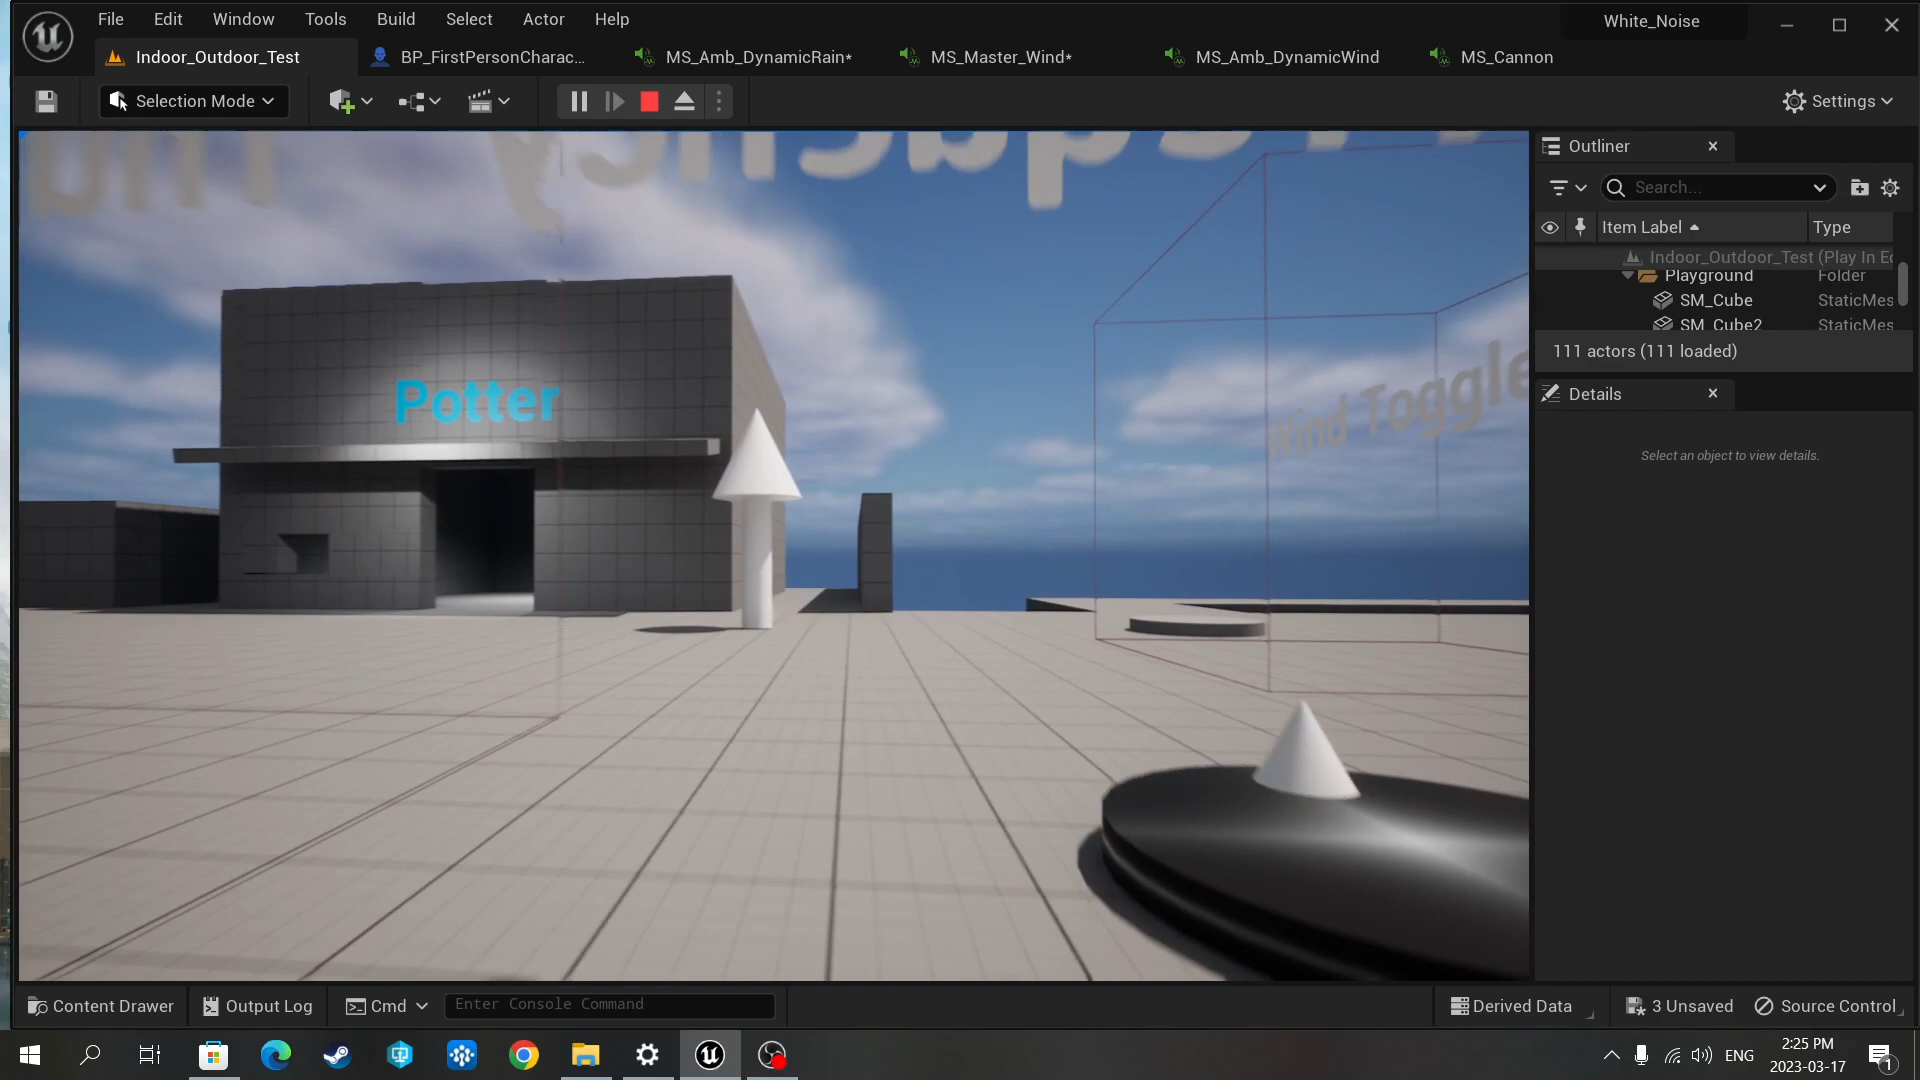 File Edit Window Tools Build Select Actor Help
White_Noise
Indoor_Outdoor_Test
BP_FirstPersonCharac...
MS_Amb_DynamicRain*
MS_Master_Wind*
MS_Amb_DynamicWind
MS_Cannon
Selection Mode
Settings
Outliner
Search...
Item Label
Type
Indoor_Outdoor_Test (Play In Ec
Playground Folder
SM_Cube StaticMes
SM_Cube2 StaticMes
111 actors (111 loaded)
Details
Select an object to view details.
Potter
Wind Toggle
Content Drawer
Output Log
Cmd
Enter Console Command
Derived Data
3 Unsaved
Source Control
ENG
2:25 PM
2023-03-17
1